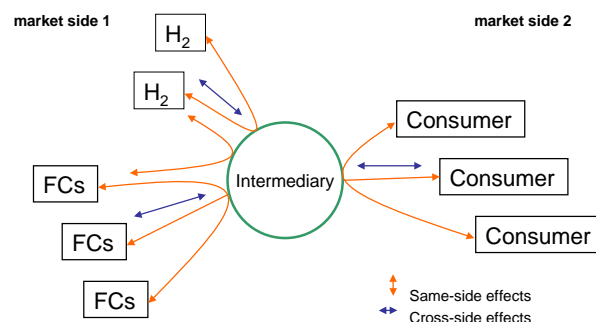 market side 1
market side 2
H2
H2
Consumer
Intermediary
Consumer
FCs
FCs
Consumer
FCs
Same-side effects
Cross-side effects